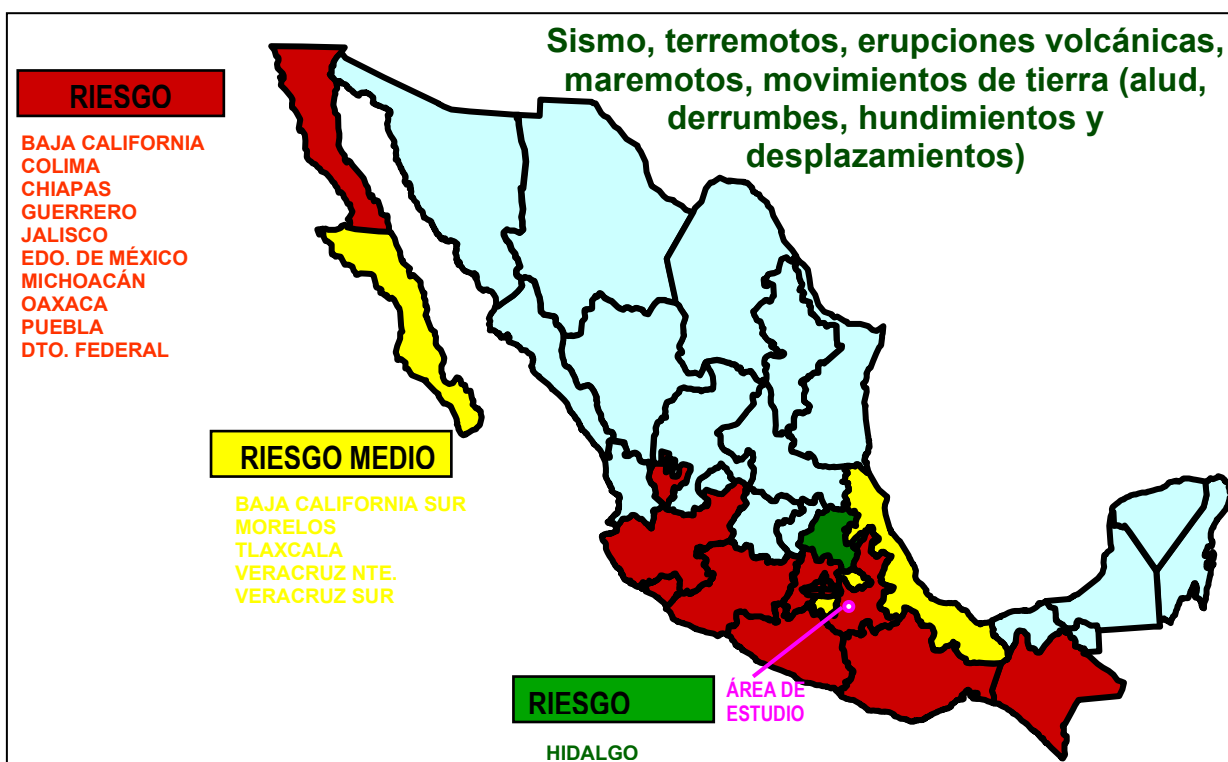 Sismo, terremotos, erupciones volcánicas,
maremotos, movimientos de tierra (alud,
derrumbes, hundimientos y
desplazamientos)
RIESGO
BAJA CALIFORNIA
COLIMA
CHIAPAS
GUERRERO
JALISCO
EDO. DE MÉXICO
MICHOACÁN
OAXACA
PUEBLA
DTO. FEDERAL
RIESGO MEDIO
BAJA CALIFORNIA SUR
MORELOS
TLAXCALA
VERACRUZ NTE.
VERACRUZ SUR
RIESGO
HIDALGO
ÁREA DE
ESTUDIO